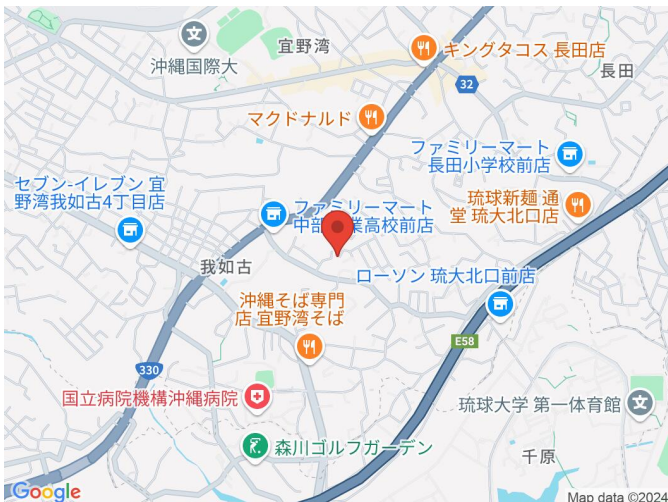 宜野湾
キングタコス 長田店
沖縄国際大
長田
32
マクドナルド
ファミリーマート
長田小学校前店
セブン-イレブン 宜
野湾我如古4丁目店
琉球新麺 通
堂 琉大北口店
ファミリーマート
中部
業高校前店
我如古
ローソン 琉大北口前店
沖縄そば専門
店 宜野湾そば
E58
330
国立病院機構沖縄病院
琉球大学 第一体育館
森川ゴルフガーデン
千原
Google
Map data ©2024